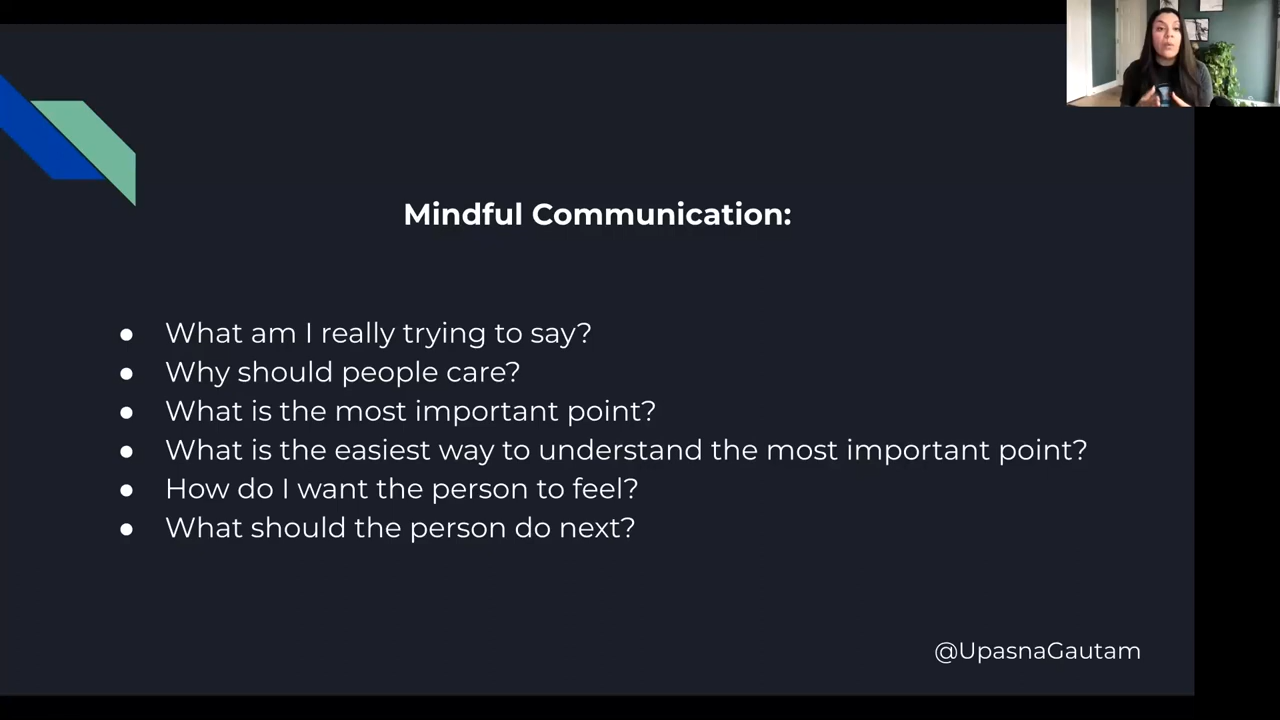 Mindful Communication:
● What am I really trying to say?
● Why should people care?
● What is the most important point?
● What is the easiest way to understand the most important point?
● How do I want the person to feel?
● What should the person do next?
@UpasnaGautam